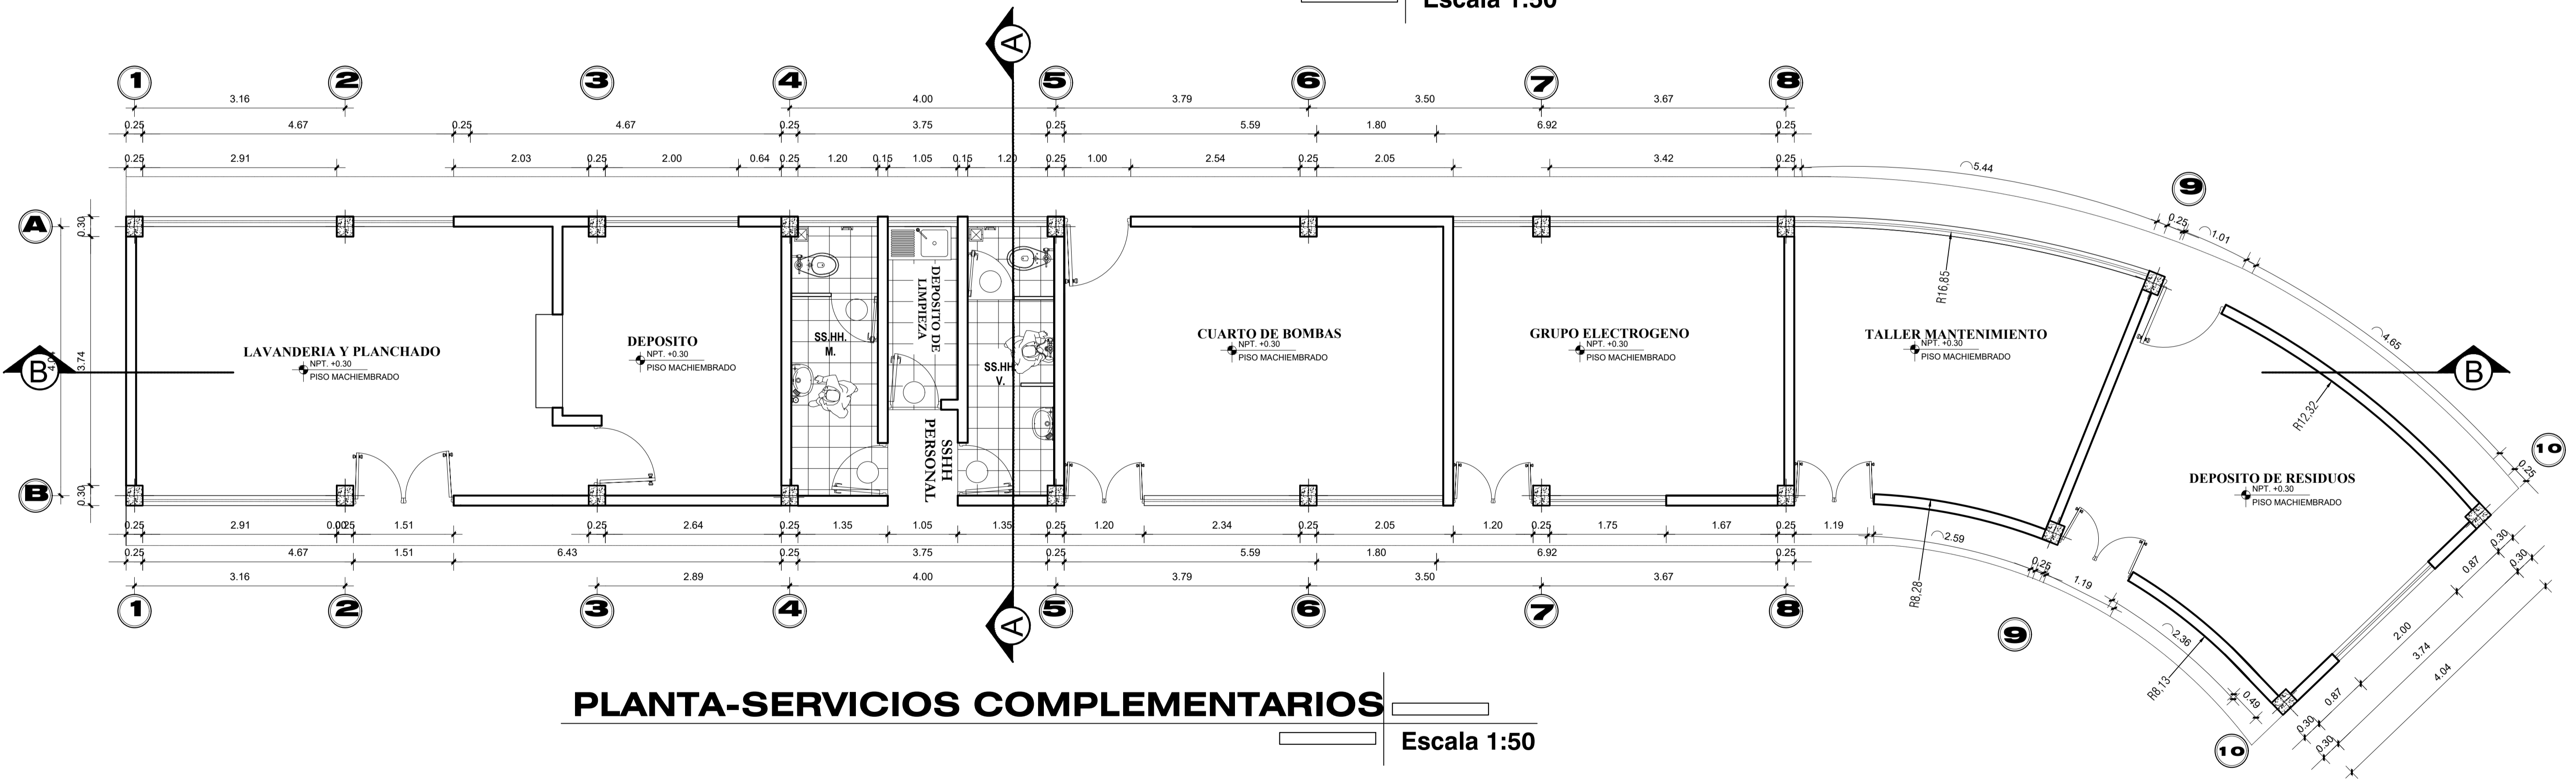 Escala 1:50
A
1 2 3 4 5 6 7 8
3.16 4.00 3.79 3.50 3.67
0.25 4.67 0.25 4.67 0.25 3.75 0.25 5.59 1.80 6.92 0.25
0.25 2.91 2.03 0.25 2.00 0.64 0.25 1.20 0.15 1.05 0.15 1.20 0.25 1.00 2.54 0.25 2.05 3.42 0.25
5.44
9
0.25
1.01
A
0.30
R16,85
DEPOSITO DE
LIMPIEZA
SS.HH.
M.
SS.HH.
V.
LAVANDERIA Y PLANCHADO
NPT. +0.30
PISO MACHIEMBRADO
DEPOSITO
NPT. +0.30
PISO MACHIEMBRADO
CUARTO DE BOMBAS
NPT. +0.30
PISO MACHIEMBRADO
GRUPO ELECTROGENO
NPT. +0.30
PISO MACHIEMBRADO
TALLER MANTENIMIENTO
NPT. +0.30
PISO MACHIEMBRADO
4.65
B
4.04
3.74
B
R12,32
SSHH
PERSONAL
10
0.25
DEPOSITO DE RESIDUOS
NPT. +0.30
PISO MACHIEMBRADO
B
0.30
0.25 2.91 0.00 0.25 1.51 0.25 2.64 0.25 1.35 1.05 1.35 0.25 1.20 2.34 0.25 2.05 1.20 0.25 1.75 1.67 0.25 1.19
0.25 4.67 1.51 6.43 0.25 3.75 0.25 5.59 1.80 6.92 0.25
3.16 2.89 4.00 3.79 3.50 3.67
2.59
0.25
1.19
R8,28
0.30
0.87
0.30
1 2 3 4 5 6 7 8
A
9
2.36
2.00
3.74
4.04
R8,13
0.49
0.87
0.30
0.30
10
PLANTA-SERVICIOS COMPLEMENTARIOS
Escala 1:50